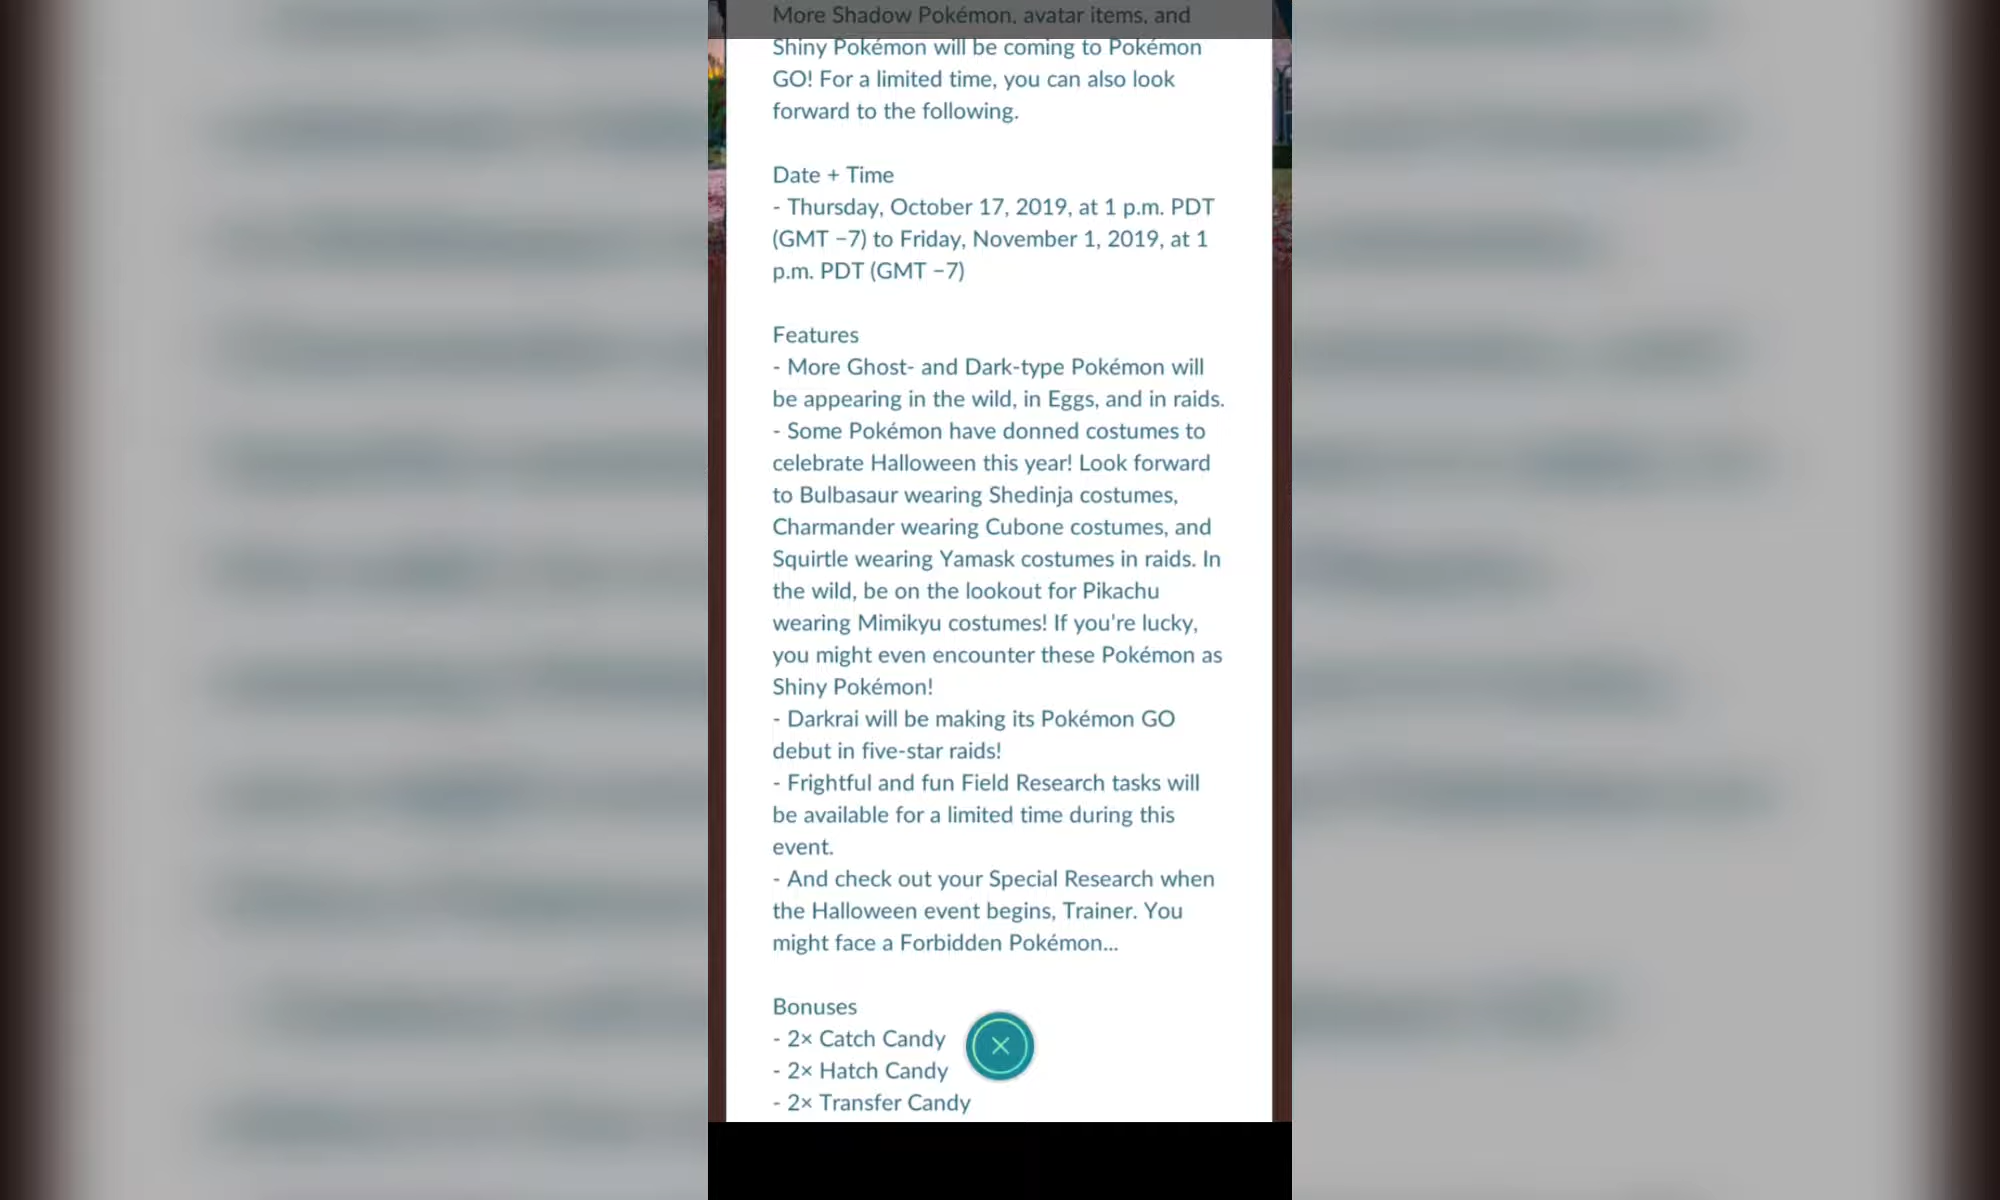 More Shadow Pokémon, avatar items, and
Shiny Pokémon will be coming to Pokémon
GO! For a limited time, you can also look
forward to the following.
Date + Time
- Thursday, October 17, 2019, at 1 p.m. PDT
(GMT −7) to Friday, November 1, 2019, at 1
p.m. PDT (GMT −7)
Features
- More Ghost- and Dark-type Pokémon will
be appearing in the wild, in Eggs, and in raids.
- Some Pokémon have donned costumes to
celebrate Halloween this year! Look forward
to Bulbasaur wearing Shedinja costumes,
Charmander wearing Cubone costumes, and
Squirtle wearing Yamask costumes in raids. In
the wild, be on the lookout for Pikachu
wearing Mimikyu costumes! If you're lucky,
you might even encounter these Pokémon as
Shiny Pokémon!
- Darkrai will be making its Pokémon GO
debut in five-star raids!
- Frightful and fun Field Research tasks will
be available for a limited time during this
event.
- And check out your Special Research when
the Halloween event begins, Trainer. You
might face a Forbidden Pokémon...
Bonuses
- 2× Catch Candy
- 2× Hatch Candy
- 2× Transfer Candy